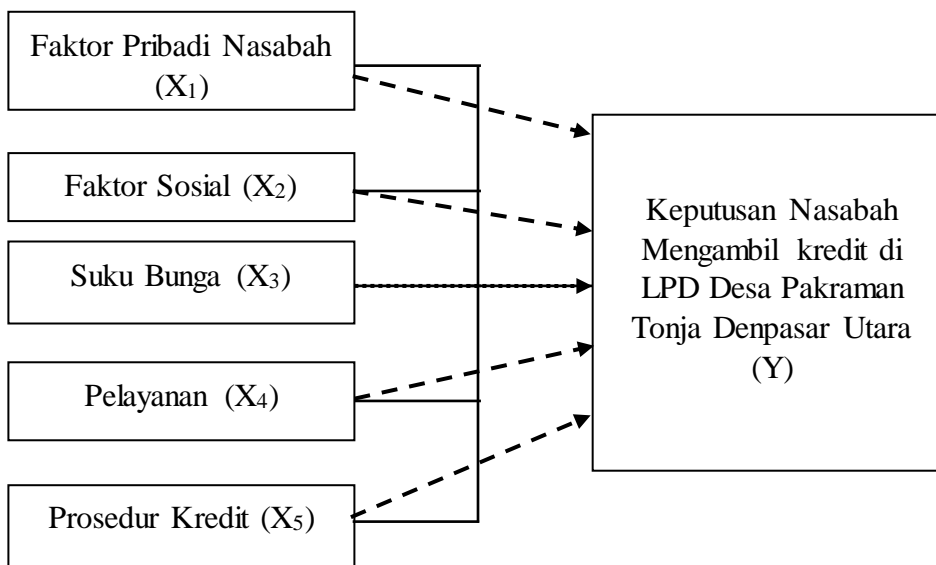 Faktor Pribadi Nasabah
(X₁)
Faktor Sosial (X₂)
Suku Bunga (X₃)
Pelayanan (X₄)
Prosedur Kredit (X₅)
Keputusan Nasabah
Mengambil kredit di
LPD Desa Pakraman
Tonja Denpasar Utara
(Y)